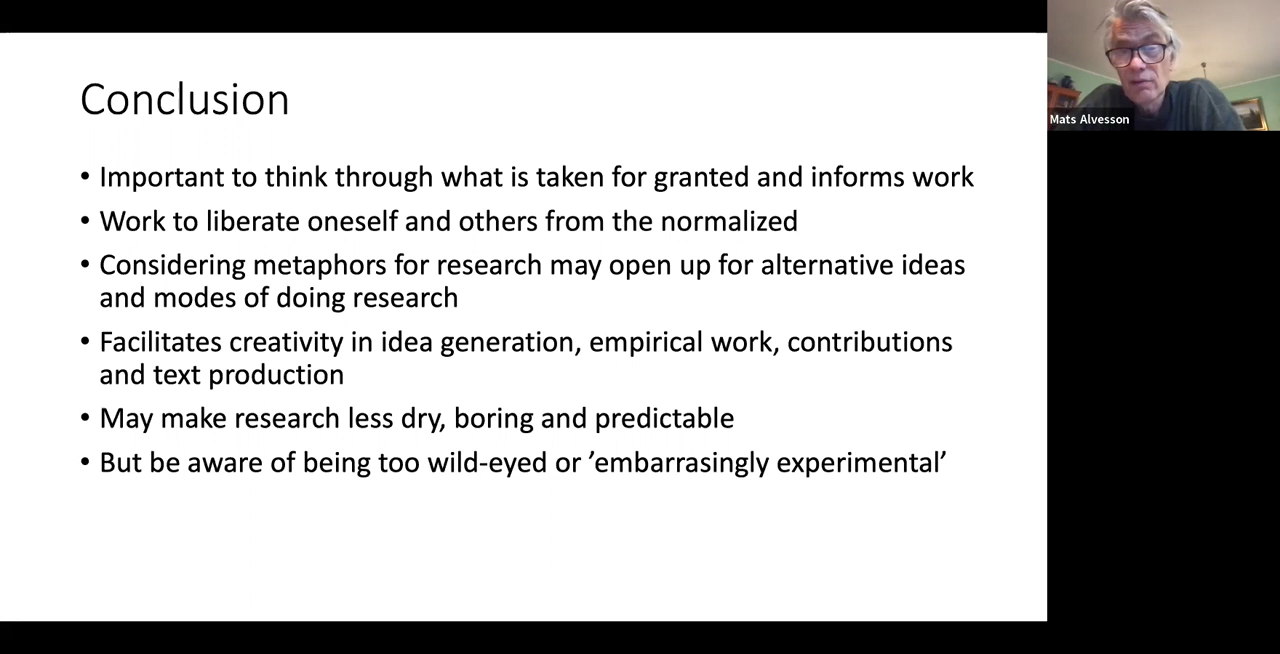 Conclusion
• Important to think through what is taken for granted and informs work
• Work to liberate oneself and others from the normalized
• Considering metaphors for research may open up for alternative ideas
and modes of doing research
• Facilitates creativity in idea generation, empirical work, contributions
and text production
• May make research less dry, boring and predictable
• But be aware of being too wild-eyed or ’embarrasingly experimental’
Mats Alvesson